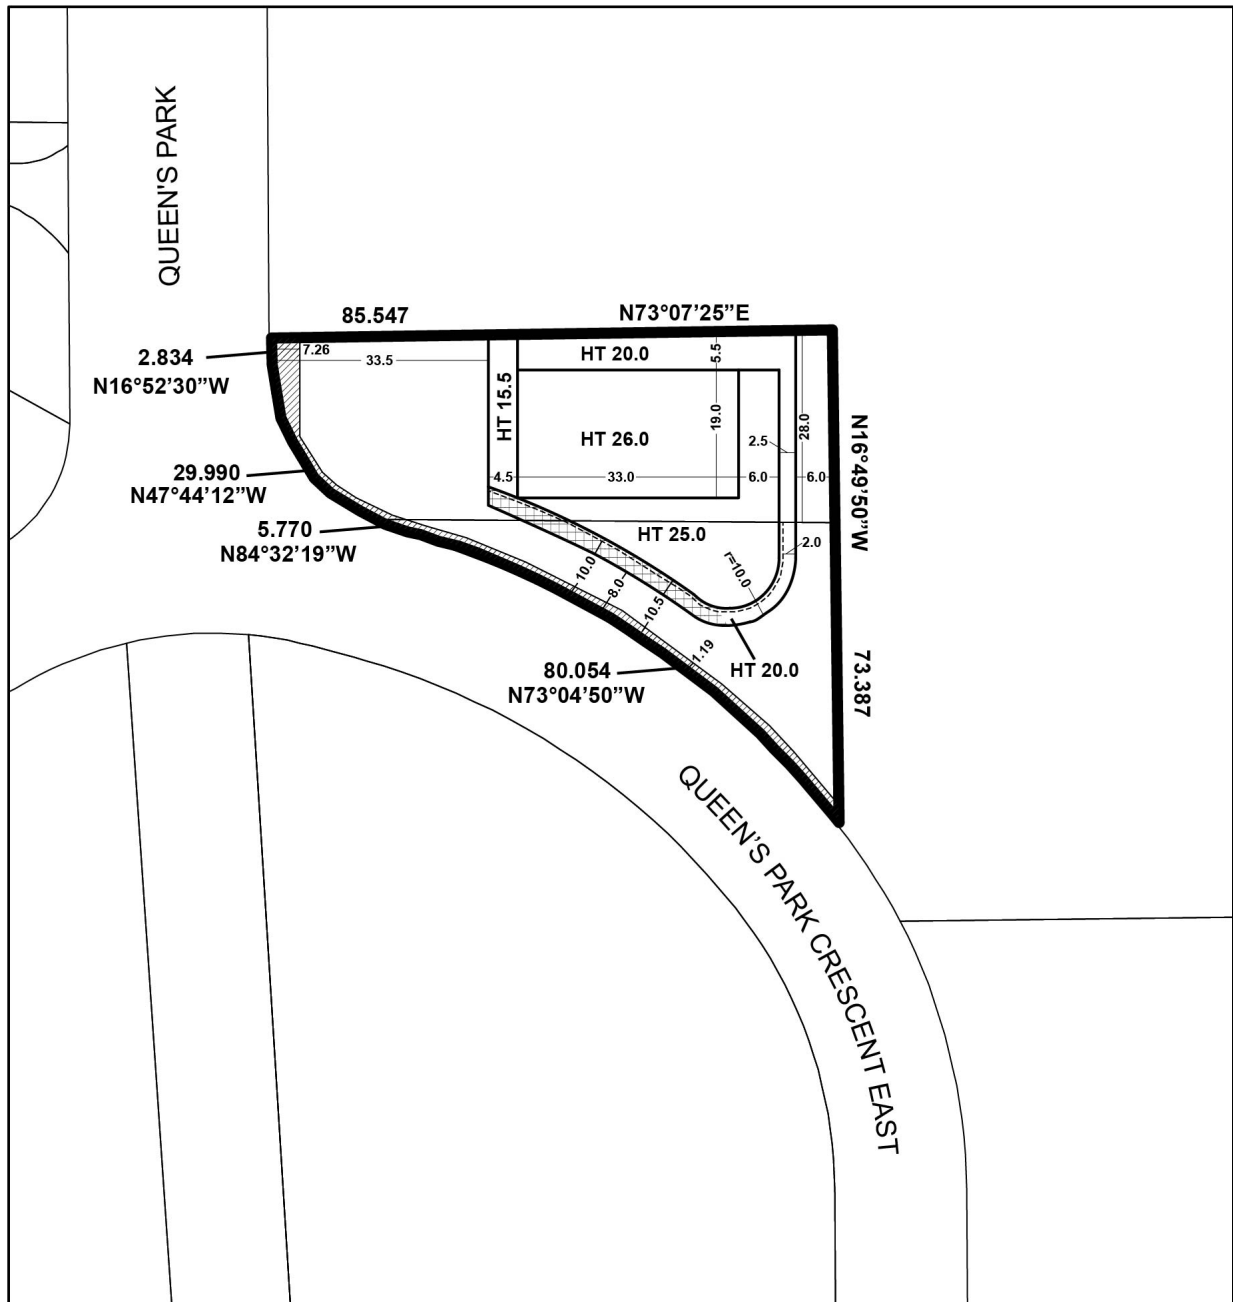 QUEEN'S PARK
85.547
N73°07'25”E
2.834
N16°52'30”W
7.26
33.5
HT 20.0
5.5
HT 15.5
HT 26.0
19.0
2.5
28.0
4.5
33.0
6.0
6.0
N16°49'50”W
29.990
N47°44'12”W
5.770
N84°32'19”W
HT 25.0
2.0
r=10.0
10.0
8.0
10.5
1.19
80.054
N73°04'50”W
HT 20.0
73.387
QUEEN'S PARK CRESCENT EAST